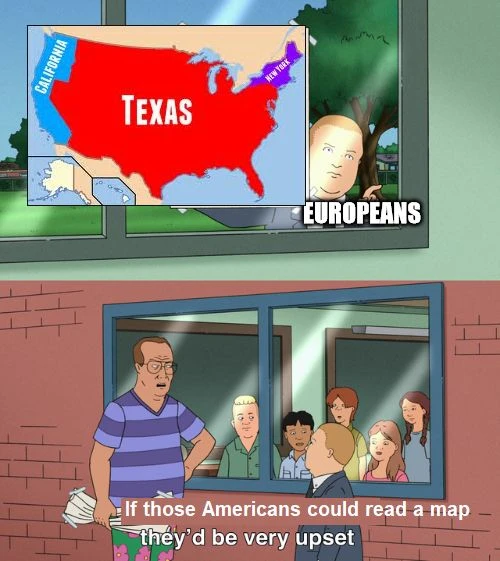 CALIFORNIA
TEXAS
NEW YORK
EUROPEANS
If those Americans could read a map
they'd be very upset